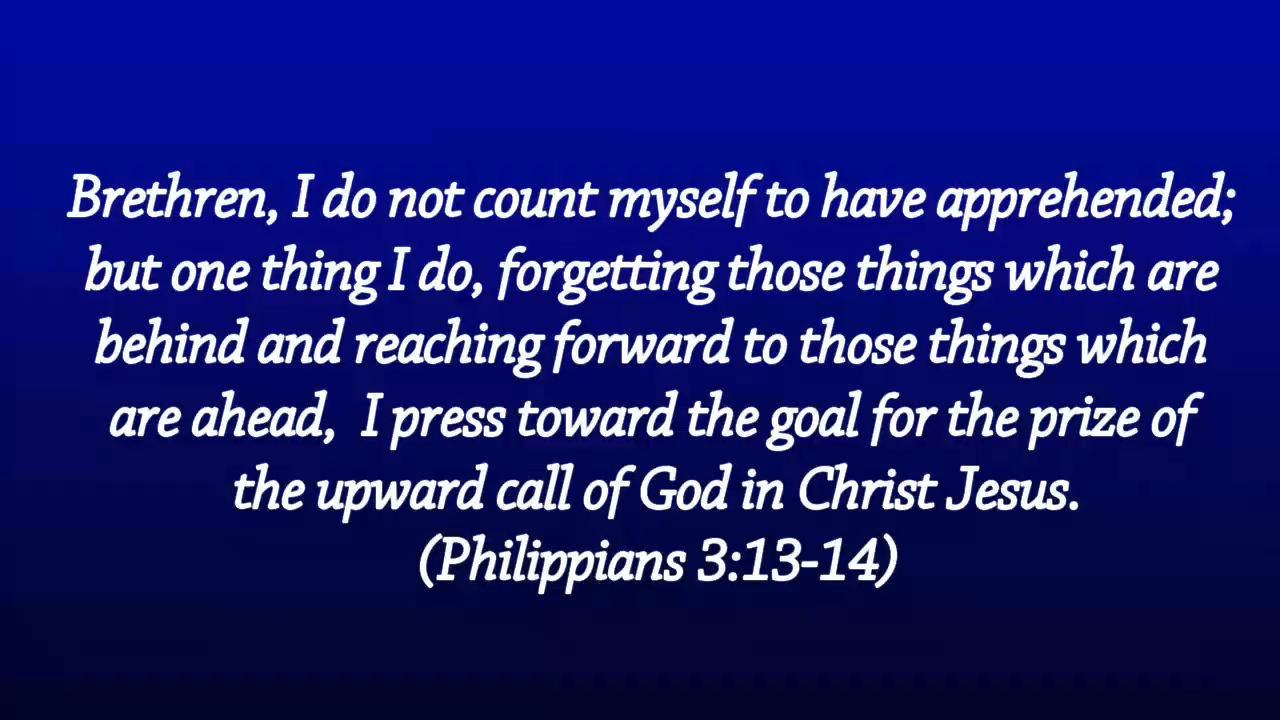 Brethren, I do not count myself to have apprehended;
but one thing I do, forgetting those things which are
behind and reaching forward to those things which
are ahead,  I press toward the goal for the prize of
the upward call of God in Christ Jesus.
(Philippians 3:13-14)